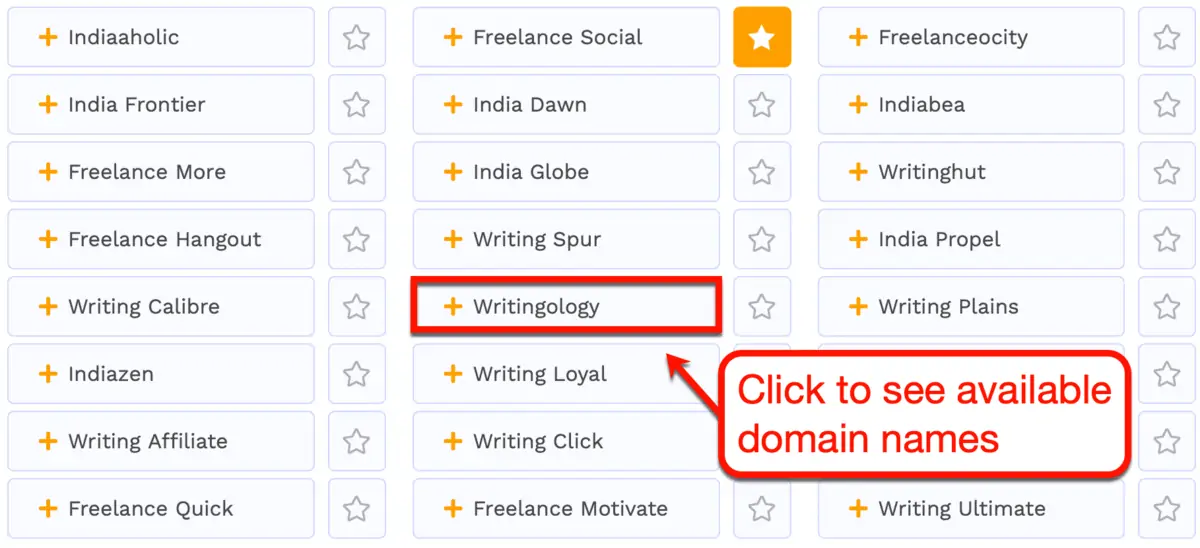 + Indiaaholic
+ Freelance Social
+ Freelanceocity
+ India Frontier
+ India Dawn
+ Indiabea
+ Freelance More
+ India Globe
+ Writinghut
+ Freelance Hangout
+ Writing Spur
+ India Propel
+ Writing Calibre
+ Writingology
+ Writing Plains
+ Indiazen
+ Writing Loyal
Click to see available
domain names
+ Writing Affiliate
+ Writing Click
+ Freelance Quick
+ Freelance Motivate
+ Writing Ultimate